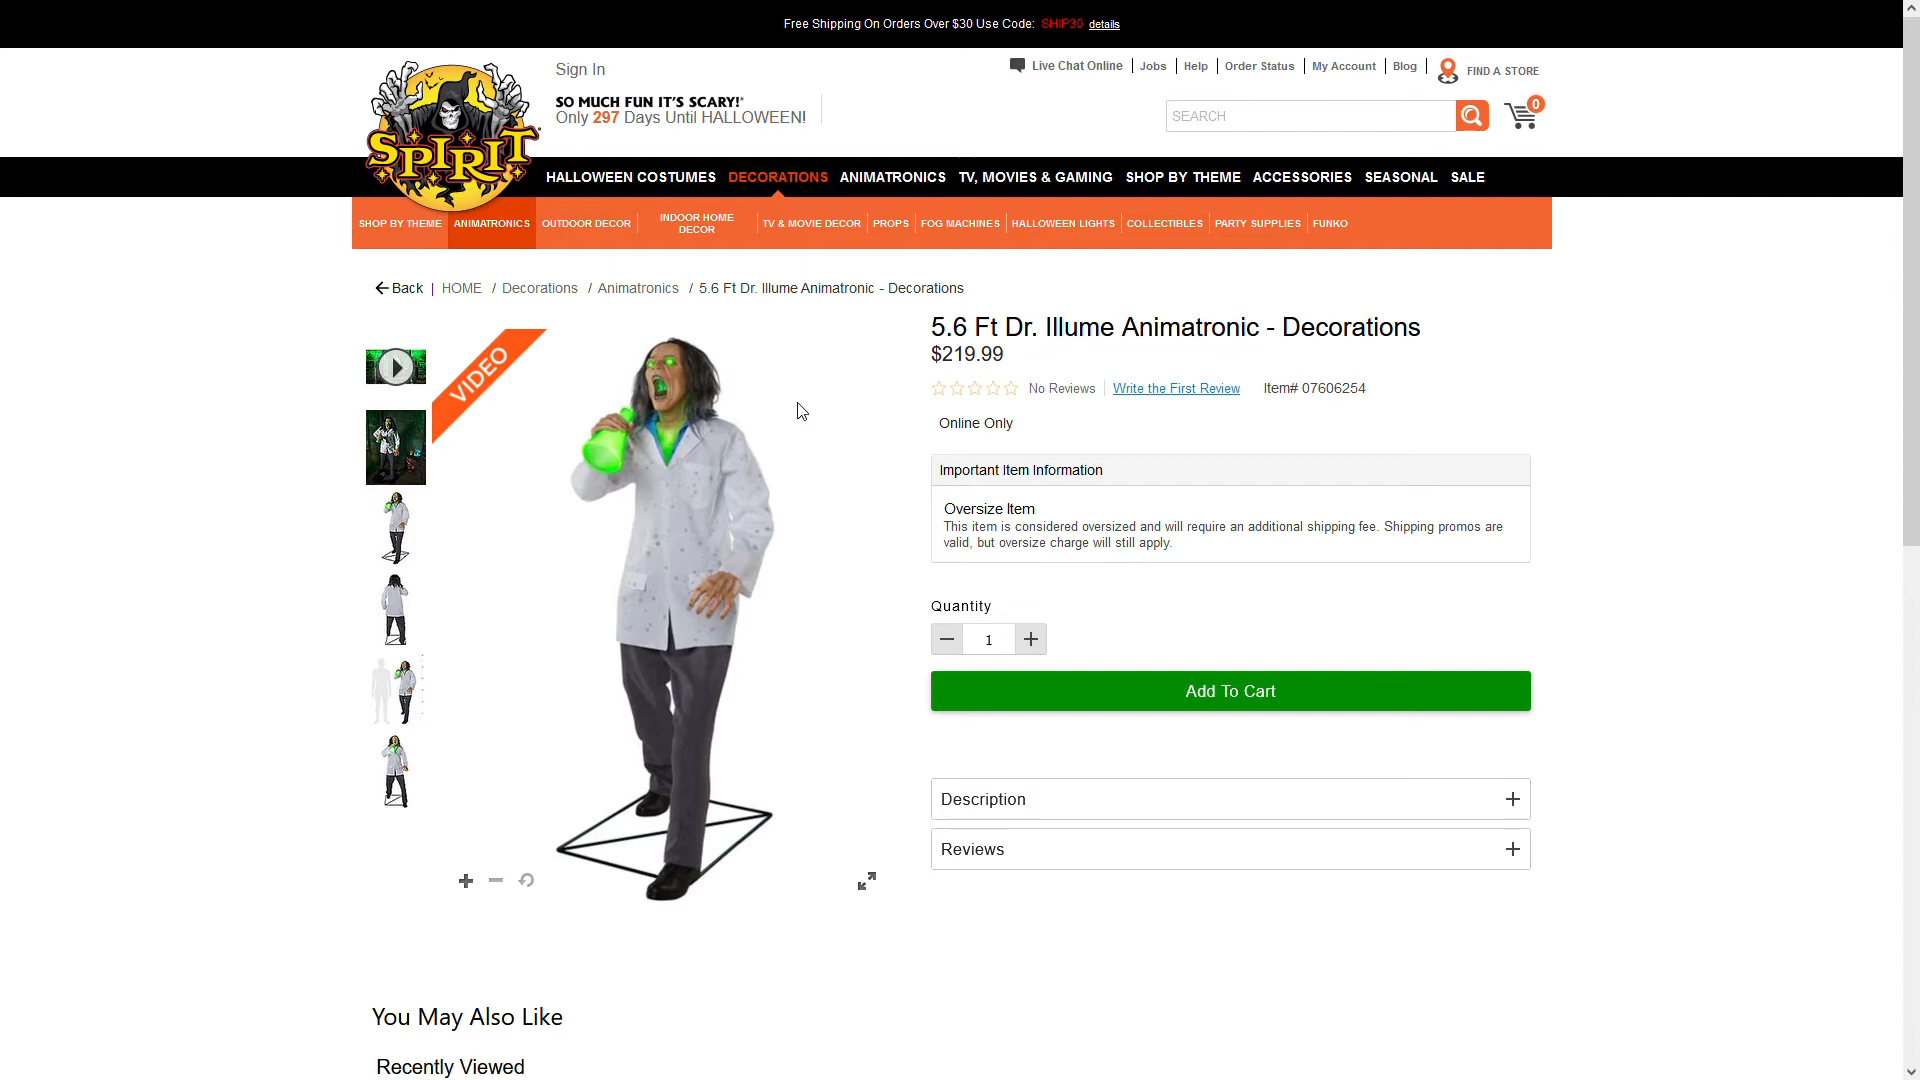 Free Shipping On Orders Over $30 Use Code: SHIP30 details
Sign In
Live Chat Online
Jobs
Help
Order Status
My Account
Blog
FIND A STORE
SO MUCH FUN IT'S SCARY!®
Only 297 Days Until HALLOWEEN!
SEARCH
0
SPIRIT
HALLOWEEN COSTUMES
DECORATIONS
ANIMATRONICS
TV, MOVIES & GAMING
SHOP BY THEME
ACCESSORIES
SEASONAL
SALE
SHOP BY THEME
ANIMATRONICS
OUTDOOR DECOR
INDOOR HOME
DECOR
TV & MOVIE DECOR
PROPS
FOG MACHINES
HALLOWEEN LIGHTS
COLLECTIBLES
PARTY SUPPLIES
FUNKO
Back | HOME / Decorations / Animatronics / 5.6 Ft Dr. Illume Animatronic - Decorations
VIDEO
5.6 Ft Dr. Illume Animatronic - Decorations
$219.99
No Reviews
Write the First Review
Item# 07606254
Online Only
Important Item Information
Oversize Item
This item is considered oversized and will require an additional shipping fee. Shipping promos are
valid, but oversize charge will still apply.
Quantity
1
Add To Cart
Description
Reviews
You May Also Like
Recently Viewed